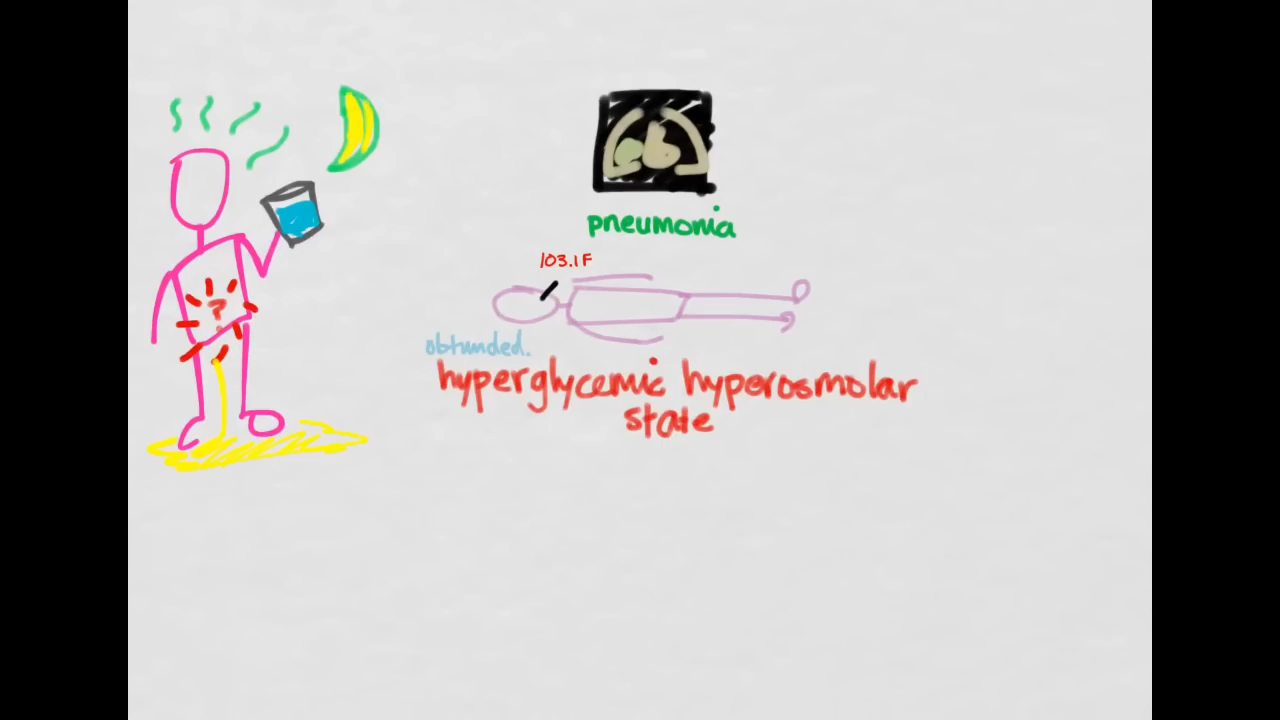 pneumonia
103.1F
obtunded.
hyperglycemic hyperosmolar
state
?